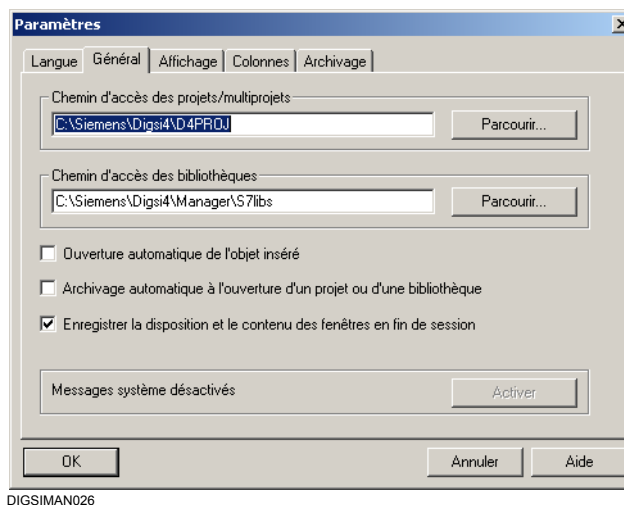 Paramètres
Langue Général Affichage Colonnes Archivage
Chemin d'accès des projets/multiprojets
C:\Siemens\Digsi4\D4PROJ Parcourir...
Chemin d'accès des bibliothèques
C:\Siemens\Digsi4\Manager\S7libs Parcourir...
Ouverture automatique de l'objet inséré
Archivage automatique à l'ouverture d'un projet ou d'une bibliothèque
Enregistrer la disposition et le contenu des fenêtres en fin de session
Messages système désactivés Activer
OK Annuler Aide
DIGSIMAN026